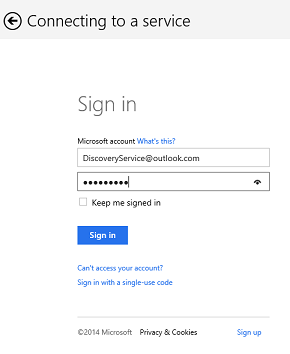 Connecting to a service
Sign in
Microsoft account What's this?
DiscoveryService@outlook.com
•••••••••
Keep me signed in
Sign in
Can't access your account?
Sign in with a single-use code
©2014 Microsoft Privacy & Cookies Sign up